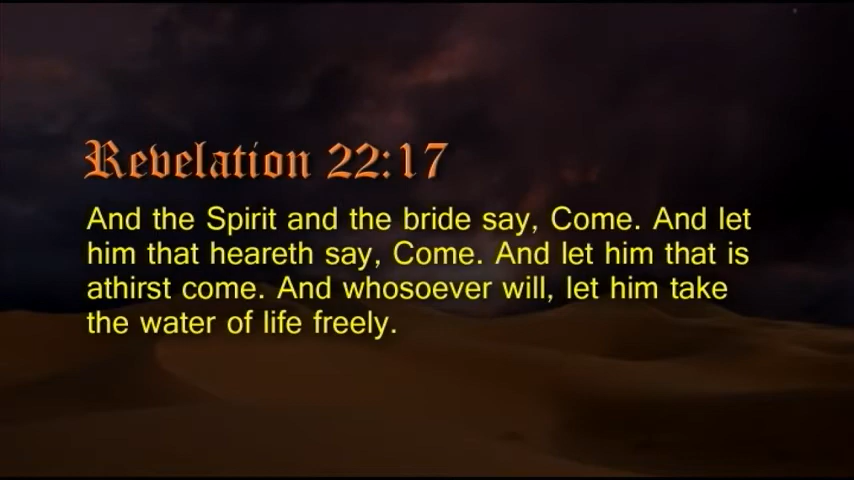 Revelation 22:17
And the Spirit and the bride say, Come. And let
him that heareth say, Come. And let him that is
athirst come. And whosoever will, let him take
the water of life freely.